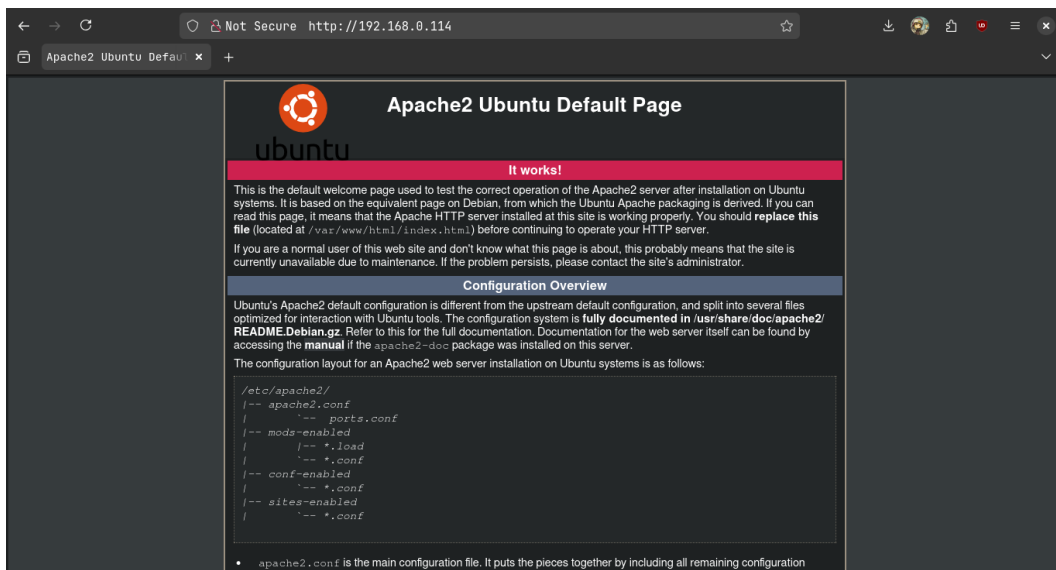 Not Secure http://192.168.0.114
Apache2 Ubuntu Defaul
ubuntu
Apache2 Ubuntu Default Page
It works!
This is the default welcome page used to test the correct operation of the Apache2 server after installation on Ubuntu
systems. It is based on the equivalent page on Debian, from which the Ubuntu Apache packaging is derived. If you can
read this page, it means that the Apache HTTP server installed at this site is working properly. You should replace this
file (located at /var/www/html/index.html) before continuing to operate your HTTP server.
If you are a normal user of this web site and don't know what this page is about, this probably means that the site is
currently unavailable due to maintenance. If the problem persists, please contact the site's administrator.
Configuration Overview
Ubuntu's Apache2 default configuration is different from the upstream default configuration, and split into several files
optimized for interaction with Ubuntu tools. The configuration system is fully documented in /usr/share/doc/apache2/
README.Debian.gz. Refer to this for the full documentation. Documentation for the web server itself can be found by
accessing the manual if the apache2-doc package was installed on this server.
The configuration layout for an Apache2 web server installation on Ubuntu systems is as follows:
/etc/apache2/
|-- apache2.conf
|       `--  ports.conf
|-- mods-enabled
|       |-- *.load
|       `-- *.conf
|-- conf-enabled
|       `-- *.conf
|-- sites-enabled
|       `-- *.conf
• apache2.conf is the main configuration file. It puts the pieces together by including all remaining configuration